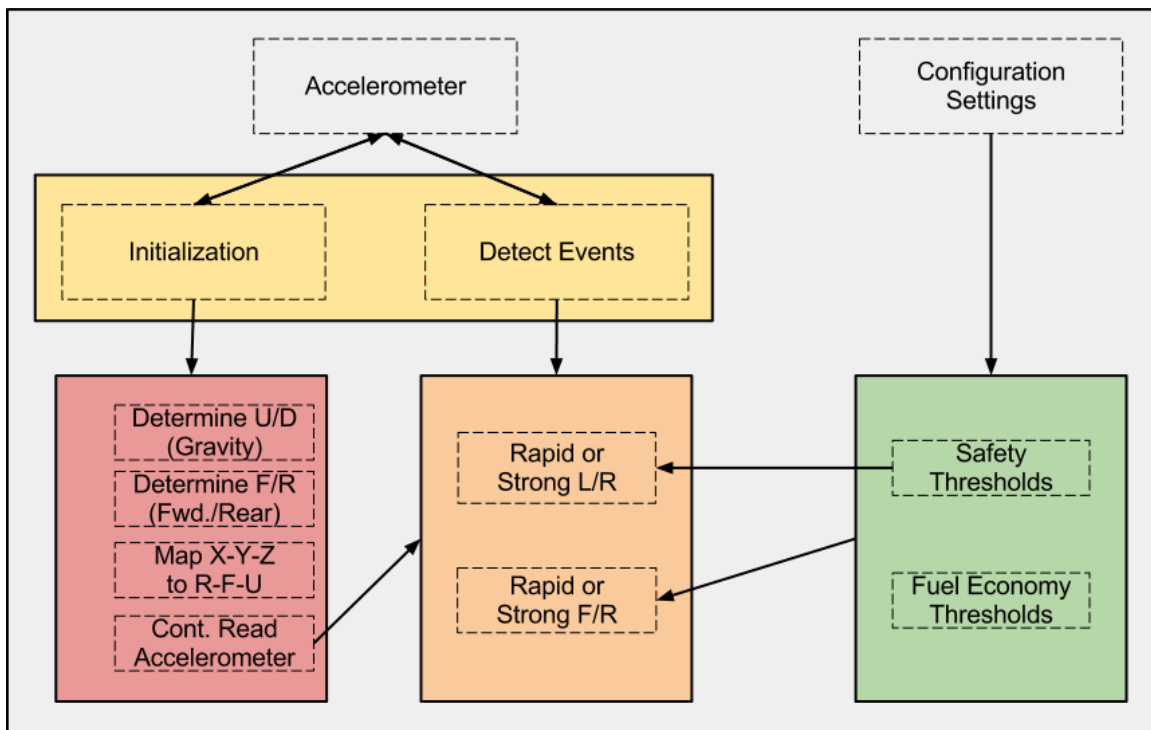 Accelerometer
Configuration
Settings
Initialization
Detect Events
Determine U/D
(Gravity)
Determine F/R
(Fwd./Rear)
Map X-Y-Z
to R-F-U
Cont. Read
Accelerometer
Rapid or
Strong L/R
Rapid or
Strong F/R
Safety
Thresholds
Fuel Economy
Thresholds